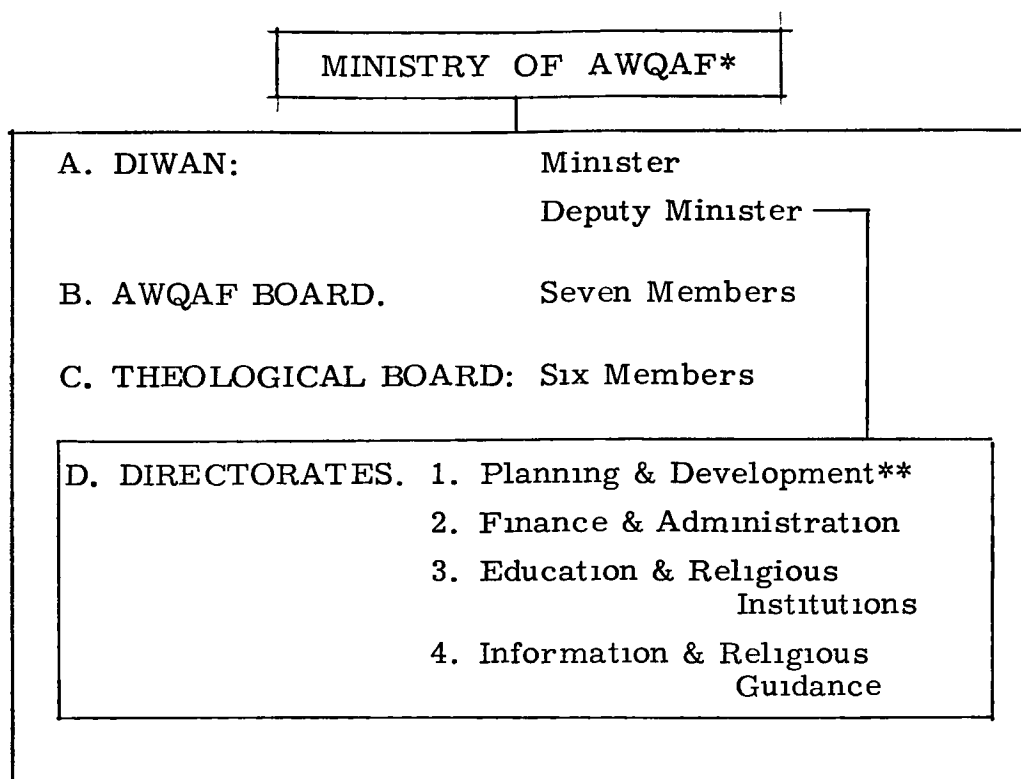 MINISTRY OF AWQAF*
A. DIWAN: Minister
Deputy Minister
B. AWQAF BOARD. Seven Members
C. THEOLOGICAL BOARD: Six Members
D. DIRECTORATES. 1. Planning & Development**
2. Finance & Administration
3. Education & Religious
Institutions
4. Information & Religious
Guidance